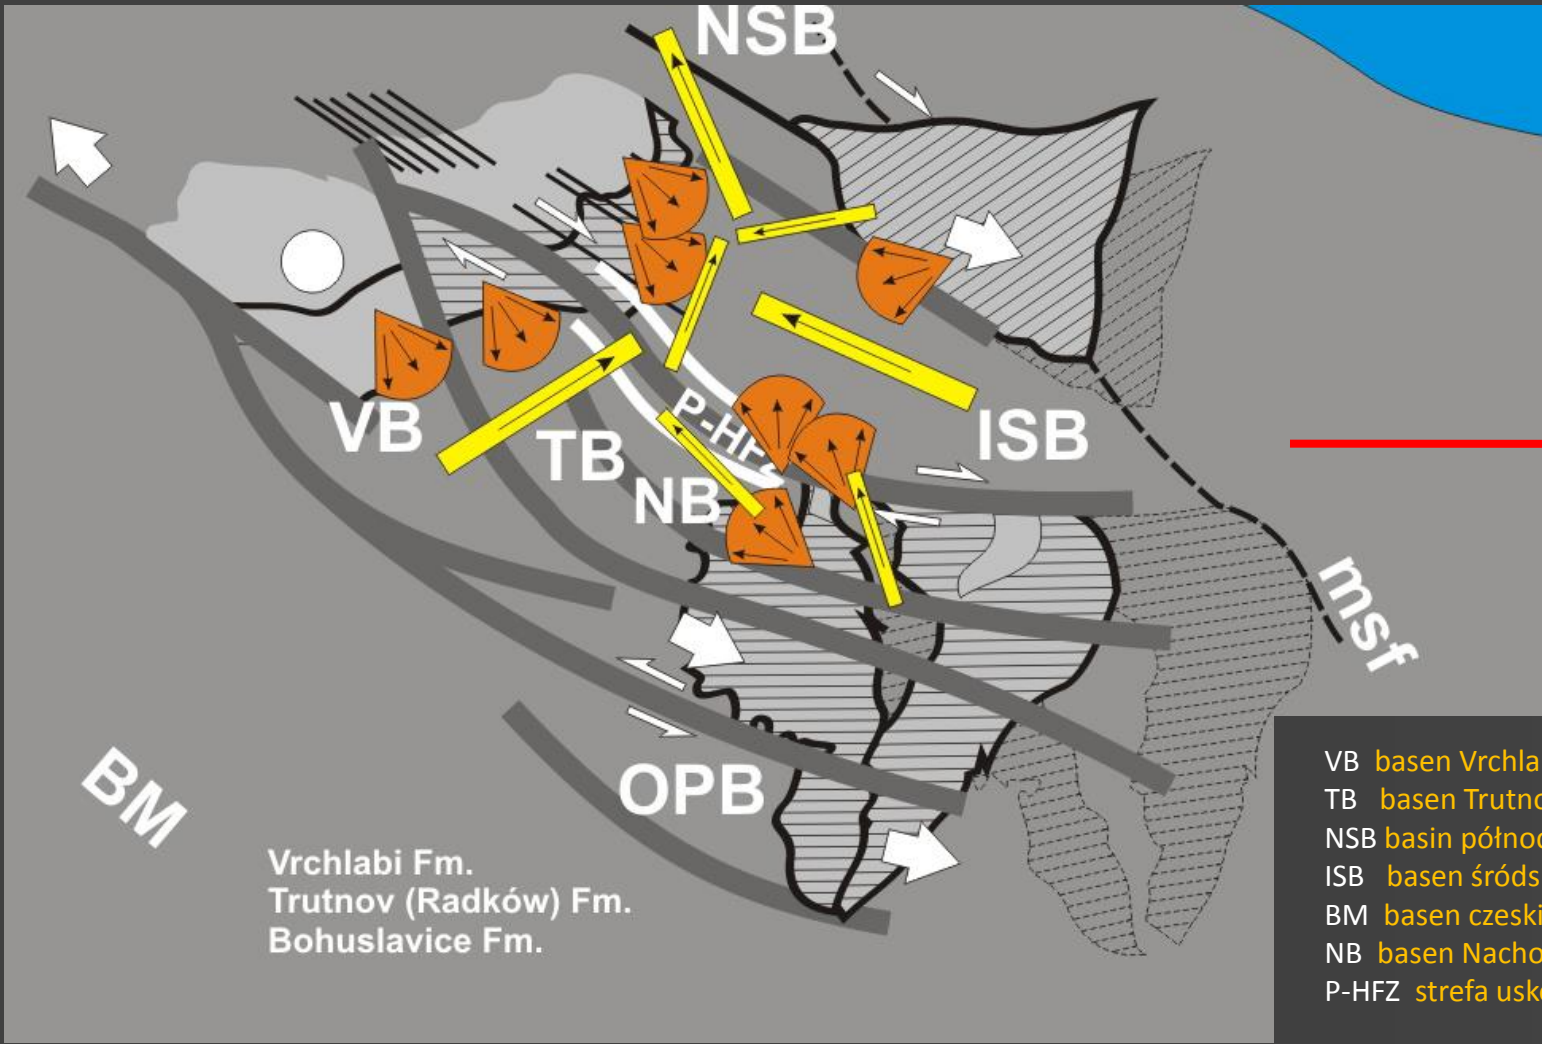 NSB
VB
TB
P-HFZ
NB
ISB
msf
OPB
BM
Vrchlabi Fm.
Trutnov (Radków) Fm.
Bohuslavice Fm.
VB basen Vrchla
TB basen Trutno
NSB basin północ
ISB basen śróds
BM basen czeski
NB basen Nacho
P-HFZ strefa usk